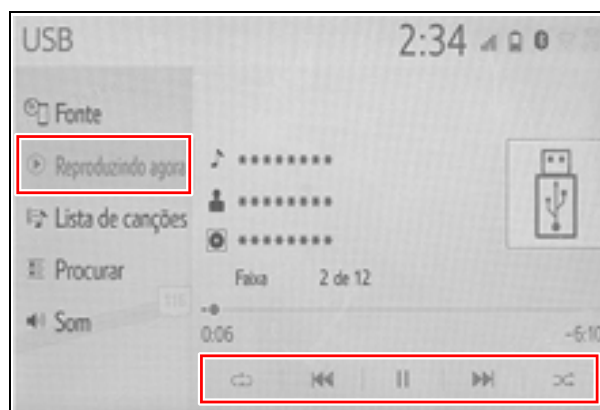 USB
2:34
Fonte
Reproduzindo agora
********
Lista de canções
********
********
Procurar
Faixa 2 de 12
Som
0:06
-6:10